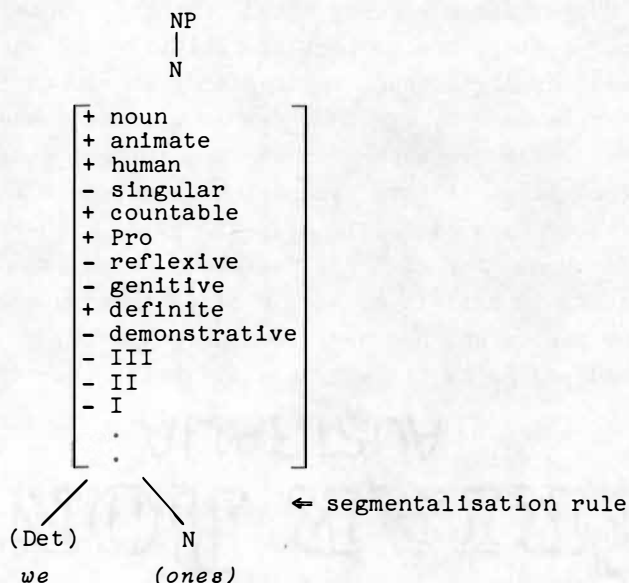 NP
N
+ noun
+ animate
+ human
- singular
+ countable
+ Pro
- reflexive
- genitive
+ definite
- demonstrative
- III
- II
- I
⇐ segmentalisation rule
(Det) N
we (ones)